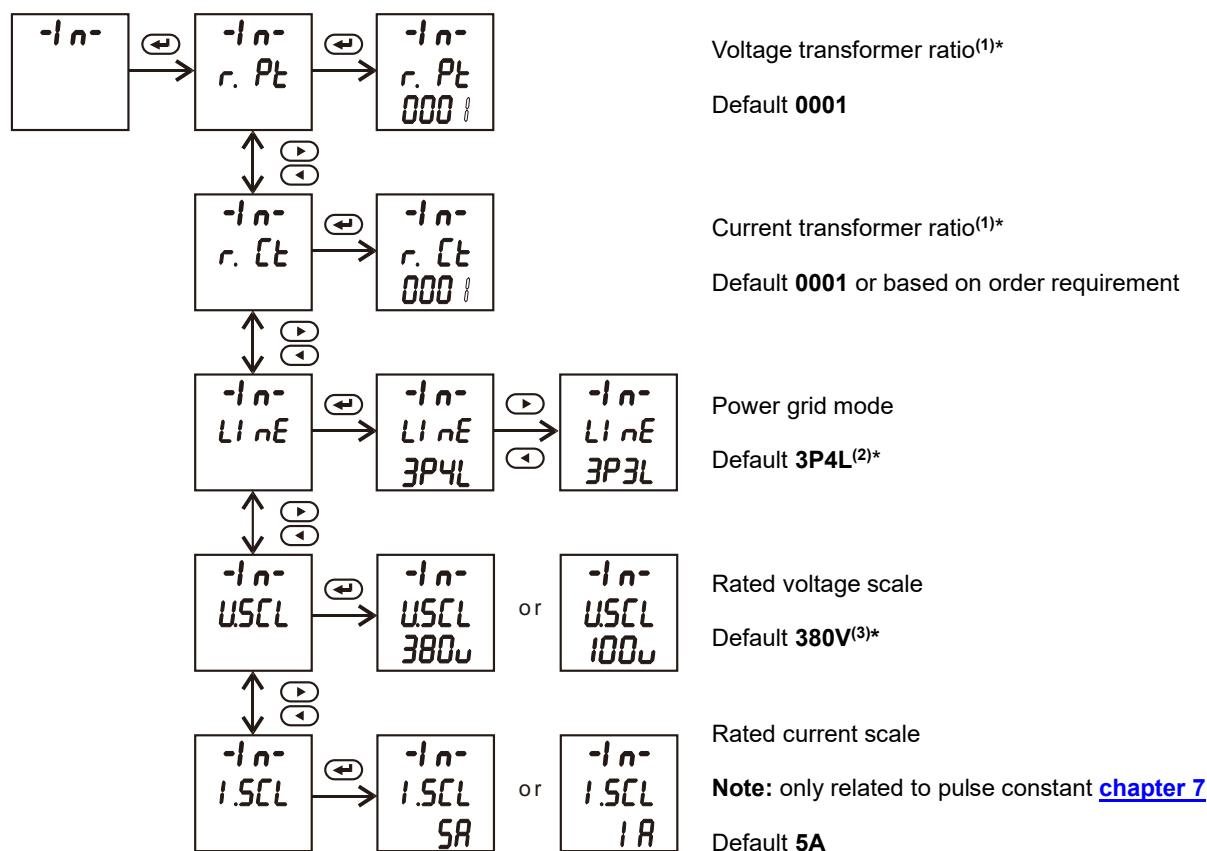 -In- -In- -In-
r. Pt r. Pt
0001
Voltage transformer ratio(1)*
Default 0001
-In- -In-
r. Ct r. Ct
0001
Current transformer ratio(1)*
Default 0001 or based on order requirement
-In- -In- -In-
LInE LInE LInE
3P4L 3P3L
Power grid mode
Default 3P4L(2)*
-In- -In- or -In-
U.SCL U.SCL U.SCL
380v 100v
Rated voltage scale
Default 380V(3)*
-In- -In- or -In-
I.SCL I.SCL I.SCL
5A 1A
Rated current scale
Note: only related to pulse constant chapter 7
Default 5A